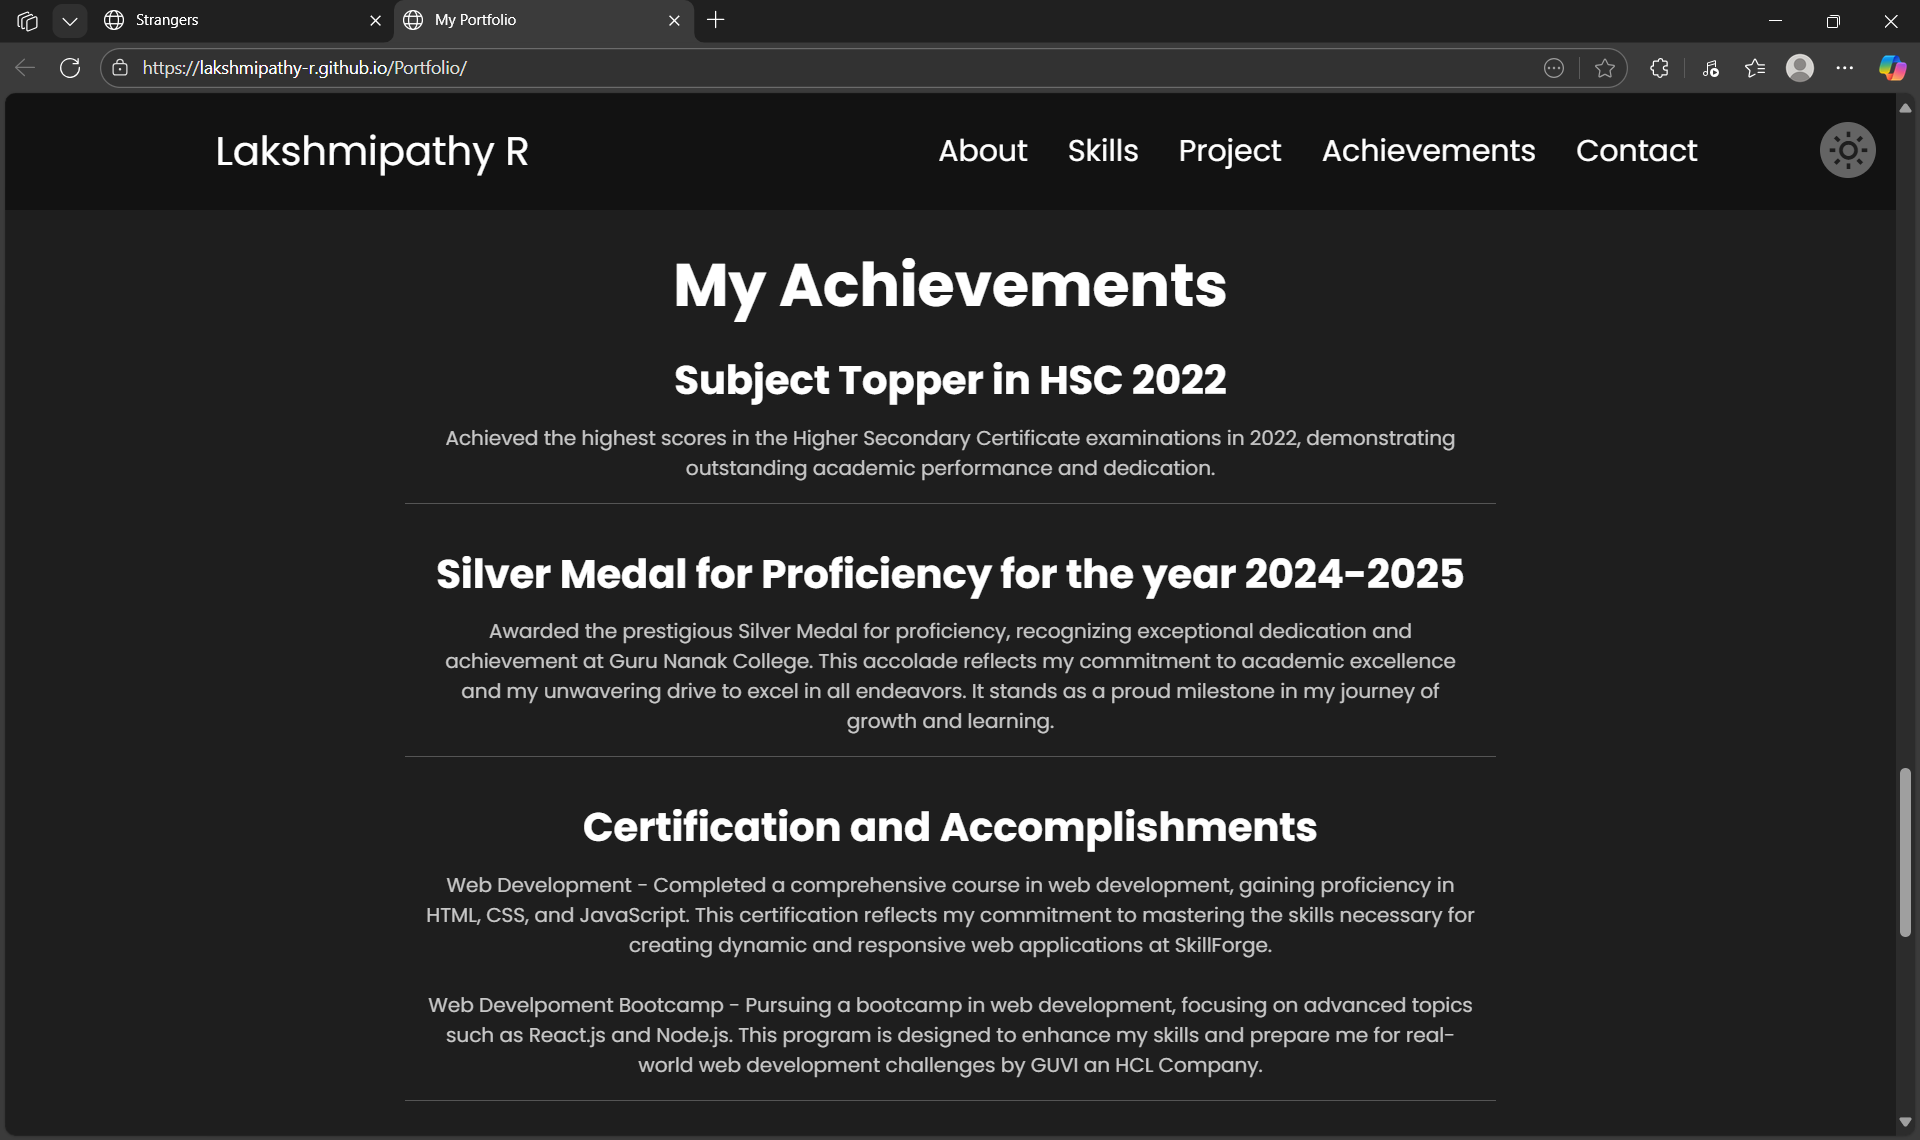 Strangers
My Portfolio
https://lakshmipathy-r.github.io/Portfolio/
Lakshmipathy R
About Skills Project Achievements Contact
My Achievements
Subject Topper in HSC 2022
Achieved the highest scores in the Higher Secondary Certificate examinations in 2022, demonstrating
outstanding academic performance and dedication.
Silver Medal for Proficiency for the year 2024-2025
Awarded the prestigious Silver Medal for proficiency, recognizing exceptional dedication and
achievement at Guru Nanak College. This accolade reflects my commitment to academic excellence
and my unwavering drive to excel in all endeavors. It stands as a proud milestone in my journey of
growth and learning.
Certification and Accomplishments
Web Development - Completed a comprehensive course in web development, gaining proficiency in
HTML, CSS, and JavaScript. This certification reflects my commitment to mastering the skills necessary for
creating dynamic and responsive web applications at SkillForge.
Web Develpoment Bootcamp - Pursuing a bootcamp in web development, focusing on advanced topics
such as React.js and Node.js. This program is designed to enhance my skills and prepare me for real-
world web development challenges by GUVI an HCL Company.